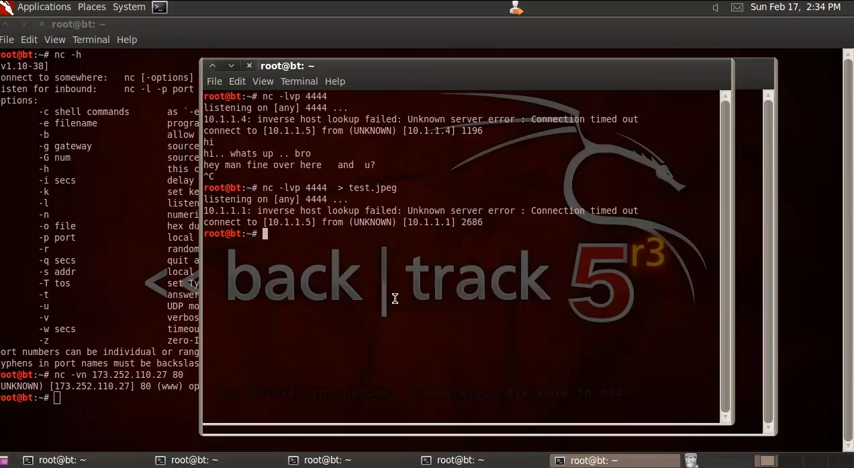 Applications Places System
Sun Feb 17, 2:34 PM
root@bt: ~
File Edit View Terminal Help
root@bt:~# nc -h
v1.10-38]
onnect to somewhere: nc [-options]
isten for inbound: nc -l -p port
ptions:
-c shell commands as `-e
-e filename progra
-b allow
-g gateway source
-G num source
-h this c
-i secs delay
-k set ke
-l listen
-n numeri
-o file hex du
-p port local
-r random
-q secs quit a
-s addr local
-T tos set Ty
-t answer
-u UDP mo
-v verbos
-w secs timeou
-z zero-I
ort numbers can be individual or rang
yphens in port names must be backslas
root@bt:~# nc -vn 173.252.110.27 80
UNKNOWN) [173.252.110.27] 80 (www) op
root@bt:~#
root@bt: ~
File Edit View Terminal Help
root@bt:~# nc -lvp 4444
listening on [any] 4444 ...
10.1.1.4: inverse host lookup failed: Unknown server error : Connection timed out
connect to [10.1.1.5] from (UNKNOWN) [10.1.1.4] 1196
hi
hi.. whats up .. bro
hey man fine over here and u?
^C
root@bt:~# nc -lvp 4444 > test.jpeg
listening on [any] 4444 ...
10.1.1.1: inverse host lookup failed: Unknown server error : Connection timed out
connect to [10.1.1.5] from (UNKNOWN) [10.1.1.1] 2686
root@bt:~#
<< back | track 5 r3
root@bt: ~
root@bt: ~
root@bt: ~
root@bt: ~
root@bt: ~